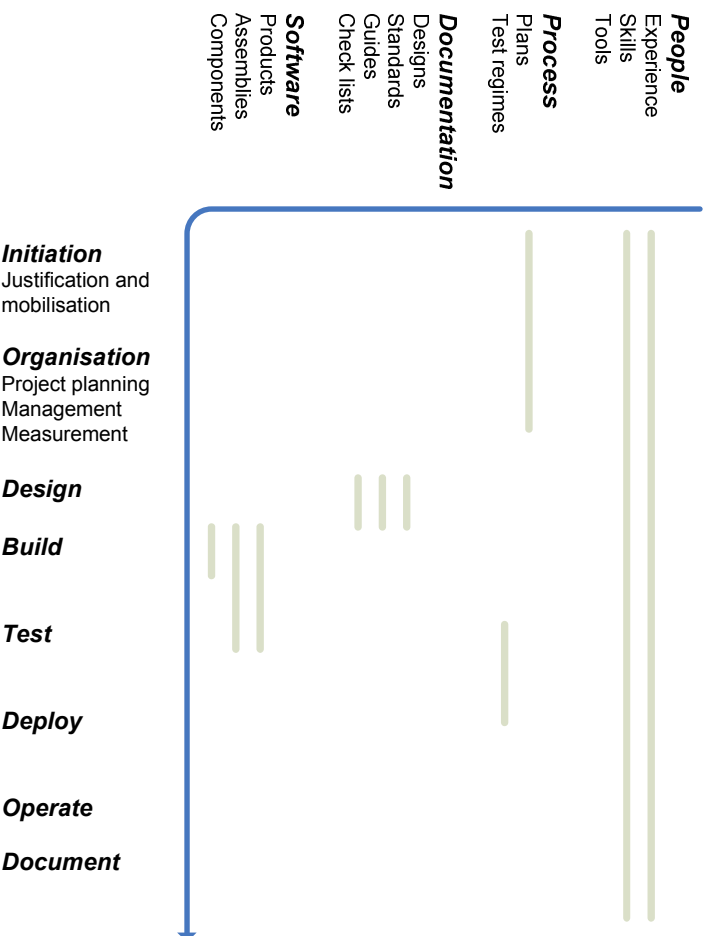 People
Experience
Skills
Tools
Process
Plans
Test regimes
Documentation
Designs
Standards
Guides
Check lists
Software
Products
Assemblies
Components
Initiation
Justification and
mobilisation
Organisation
Project planning
Management
Measurement
Design
Build
Test
Deploy
Operate
Document